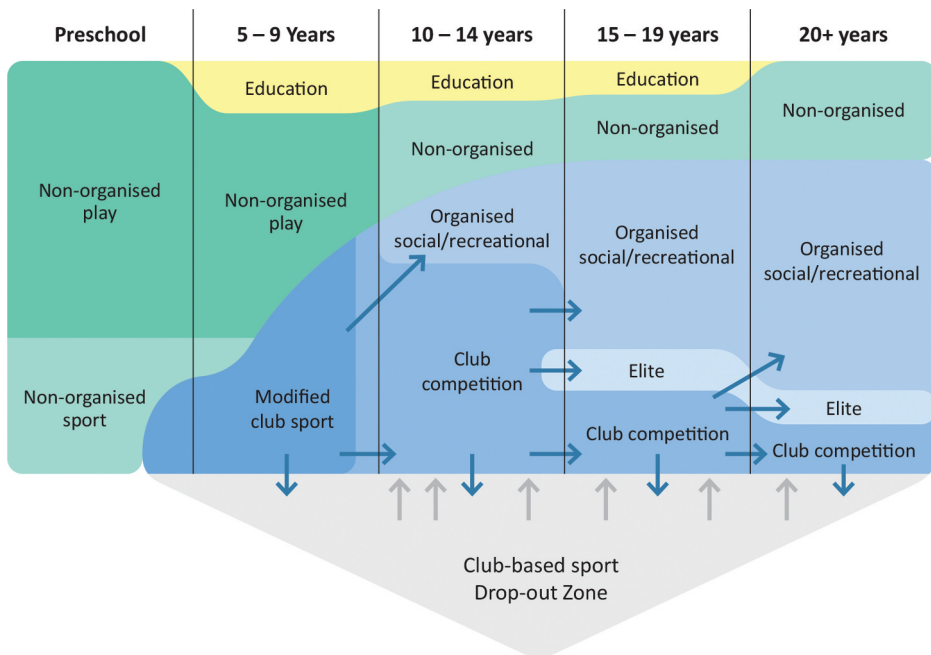 Preschool
5 – 9 Years
10 – 14 years
15 – 19 years
20+ years
Education
Education
Education
Non-organised
Non-organised
Non-organised
Non-organised
play
Non-organised
play
Organised
social/recreational
Organised
social/recreational
Organised
social/recreational
Non-organised
sport
Modified
club sport
Club
competition
Elite
Elite
Club competition
Club competition
Club-based sport
Drop-out Zone